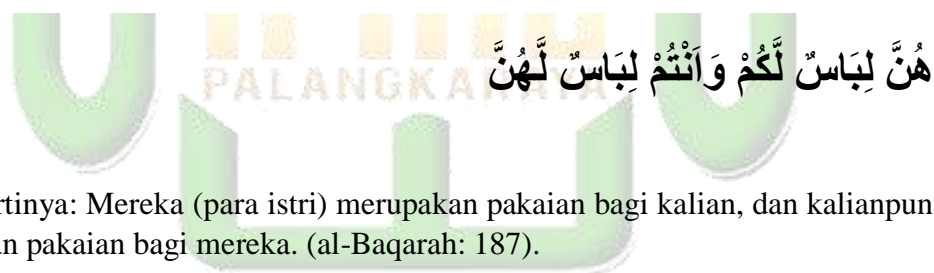 هُنَّ لِبَاسٌ لَّكُمْ وَاَنْتُمْ لِبَاسٌ لَّهُنَّ
PALANGKARAYA
rtinya: Mereka (para istri) merupakan pakaian bagi kalian, dan kalianpun
an pakaian bagi mereka. (al-Baqarah: 187).